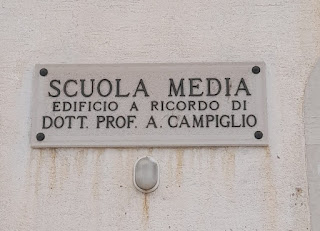 SCUOLA MEDIA
EDIFICIO A RICORDO DI
DOTT. PROF. A. CAMPIGLIO